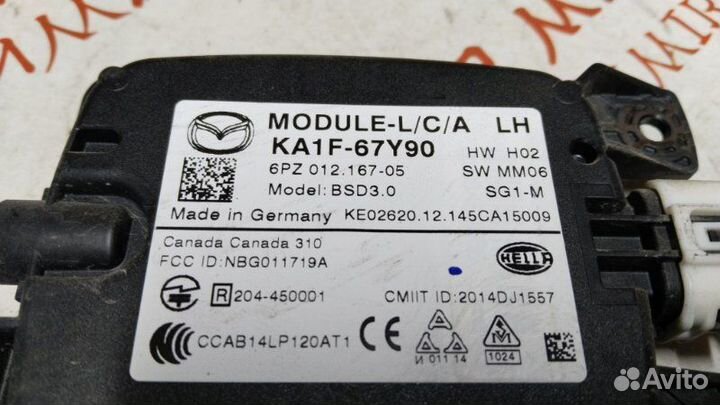 MODULE-L/C/A LH
KA1F-67Y90 HW H02
6PZ 012.167-05 SW MM06
Model: BSD3.0 SG1-M
Made in Germany KE02620.12.145CA15009
Canada Canada 310
FCC ID:NBG011719A
HELLA
R 204-450001 CMIIT ID:2014DJ1557
CCAB14LP120AT1 CE
И 011 14 1024
Avito